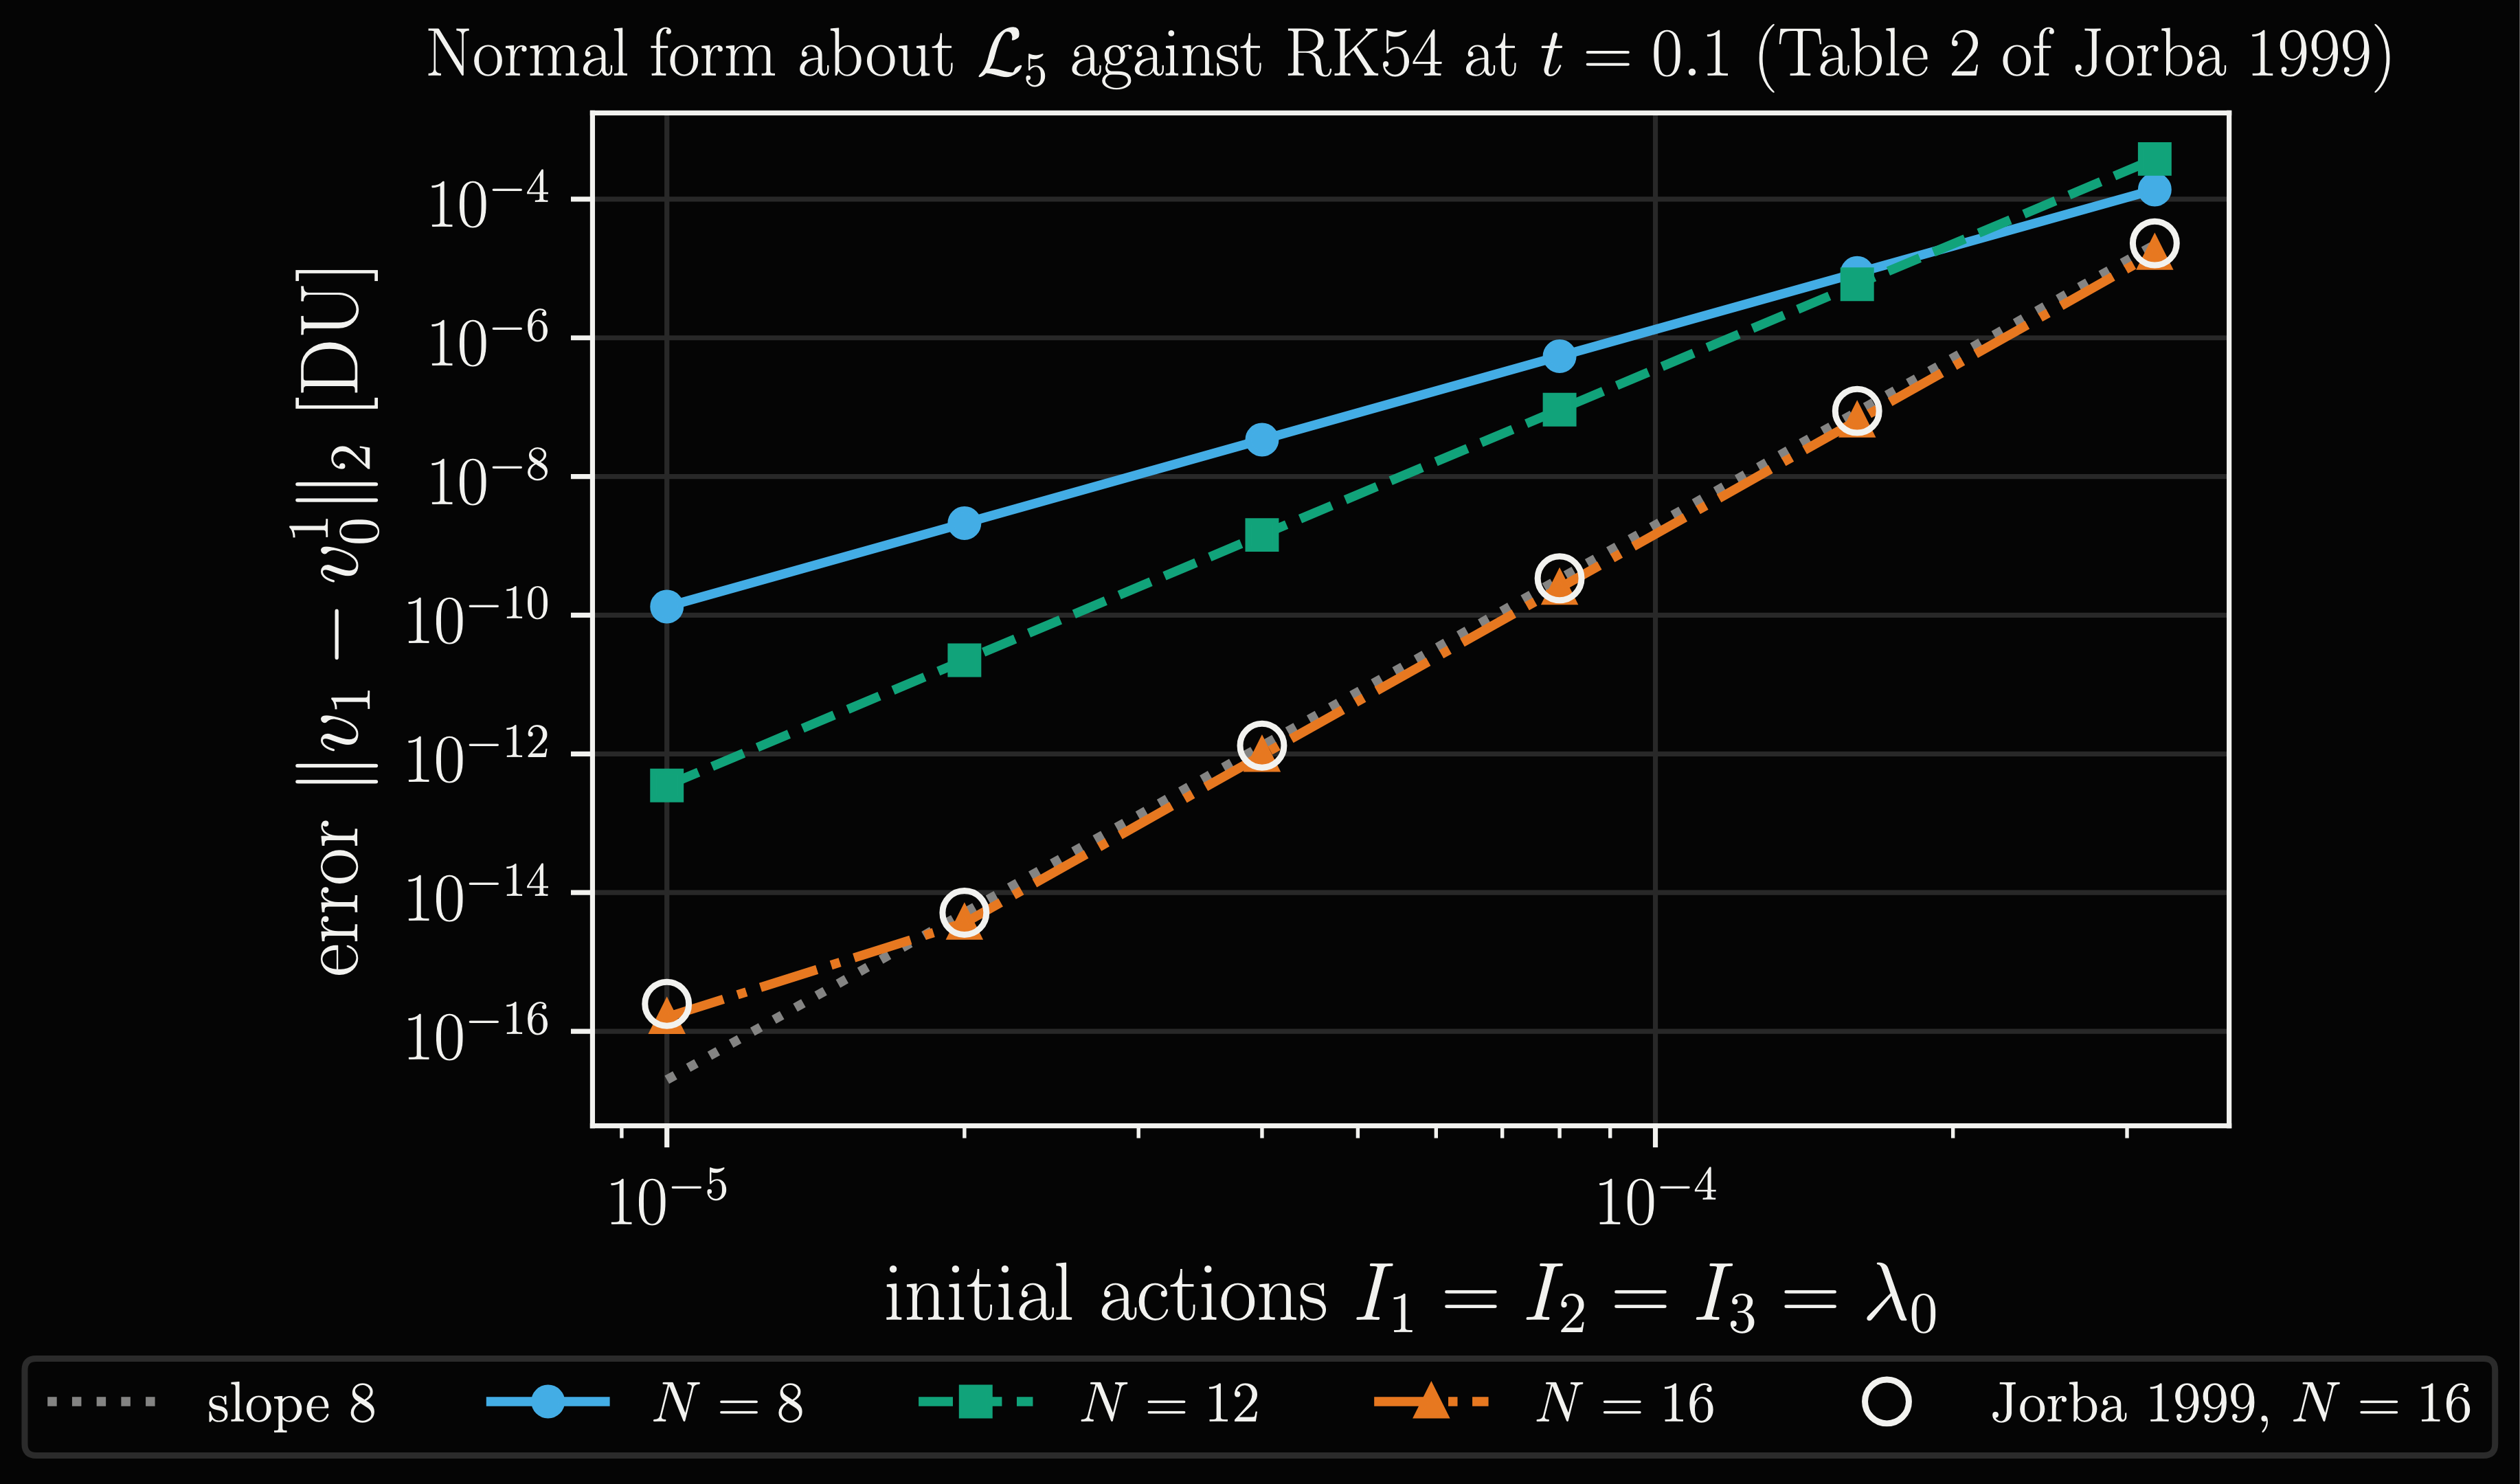 Normal form about 𝓛₅ against RK54 at t = 0.1 (Table 2 of Jorba 1999)
error ‖v₁ − v₀¹‖₂ [DU]
10⁻⁴
10⁻⁶
10⁻⁸
10⁻¹⁰
10⁻¹²
10⁻¹⁴
10⁻¹⁶
10⁻⁵ 10⁻⁴
initial actions I₁ = I₂ = I₃ = λ₀
slope 8 N = 8 N = 12 N = 16 Jorba 1999, N = 16